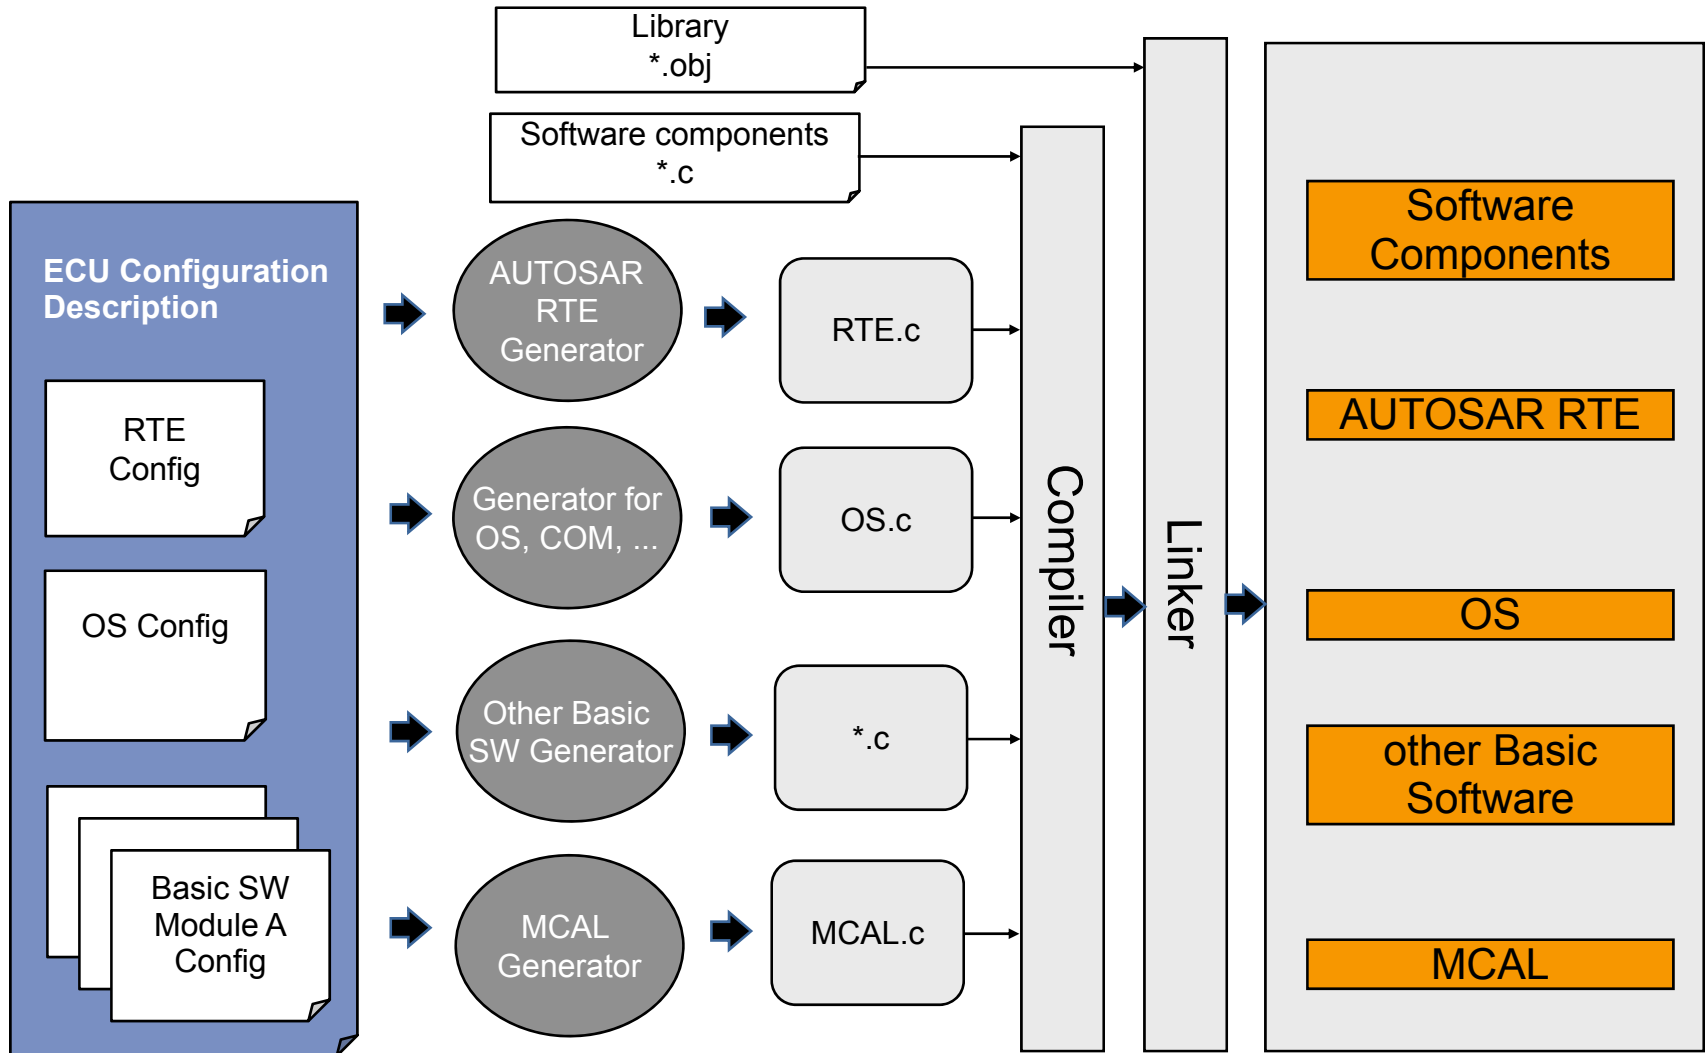 Library
*.obj
Software components
*.c
ECU Configuration
Description
RTE
Config
OS Config
Basic SW
Module A
Config
AUTOSAR
RTE
Generator
Generator for
OS, COM, ...
Other Basic
SW Generator
MCAL
Generator
RTE.c
OS.c
*.c
MCAL.c
Compiler
Linker
Software
Components
AUTOSAR RTE
OS
other Basic
Software
MCAL